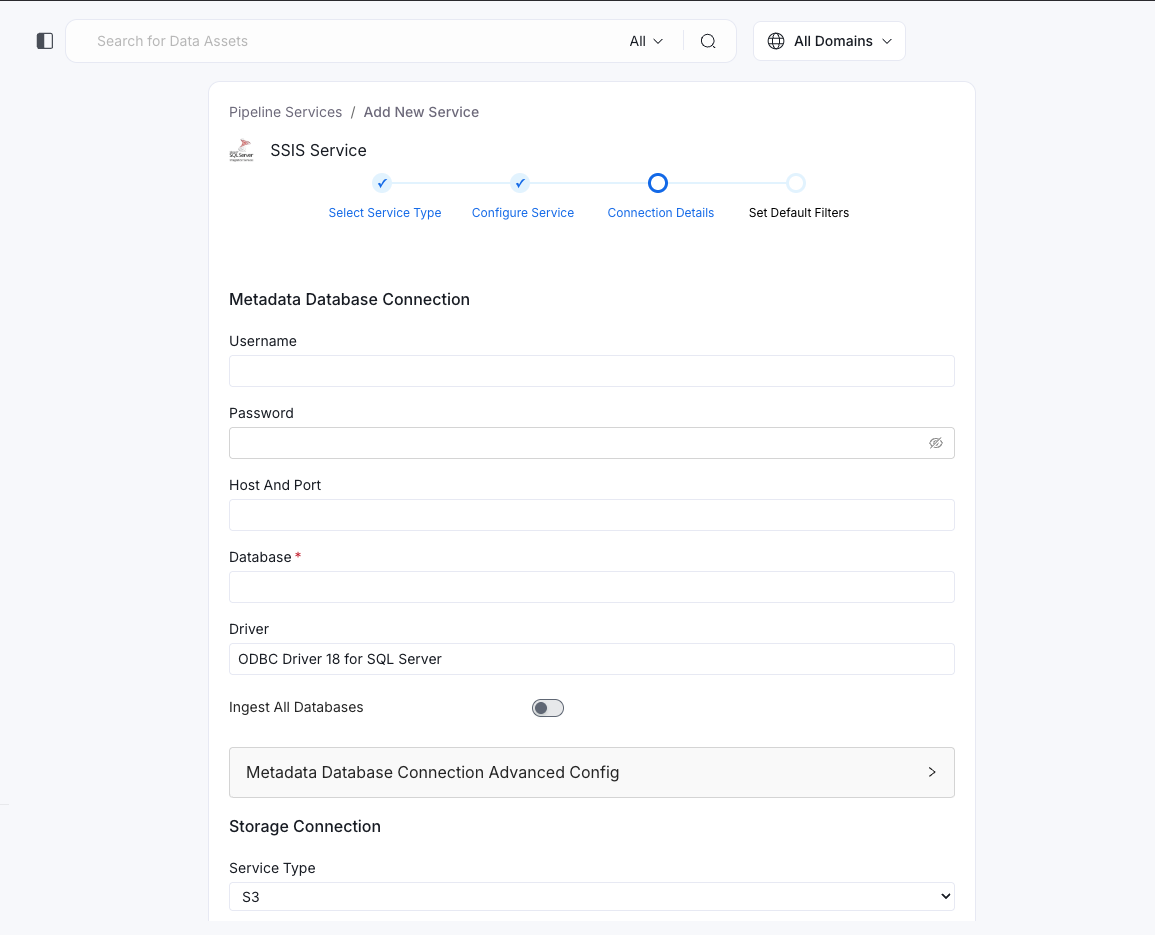 Search for Data Assets All All Domains
Pipeline Services / Add New Service
SQL Server
SSIS Service
✓ ✓
Select Service Type Configure Service Connection Details Set Default Filters
Metadata Database Connection
Username
Password
Host And Port
Database *
Driver
ODBC Driver 18 for SQL Server
Ingest All Databases
Metadata Database Connection Advanced Config
Storage Connection
Service Type
S3